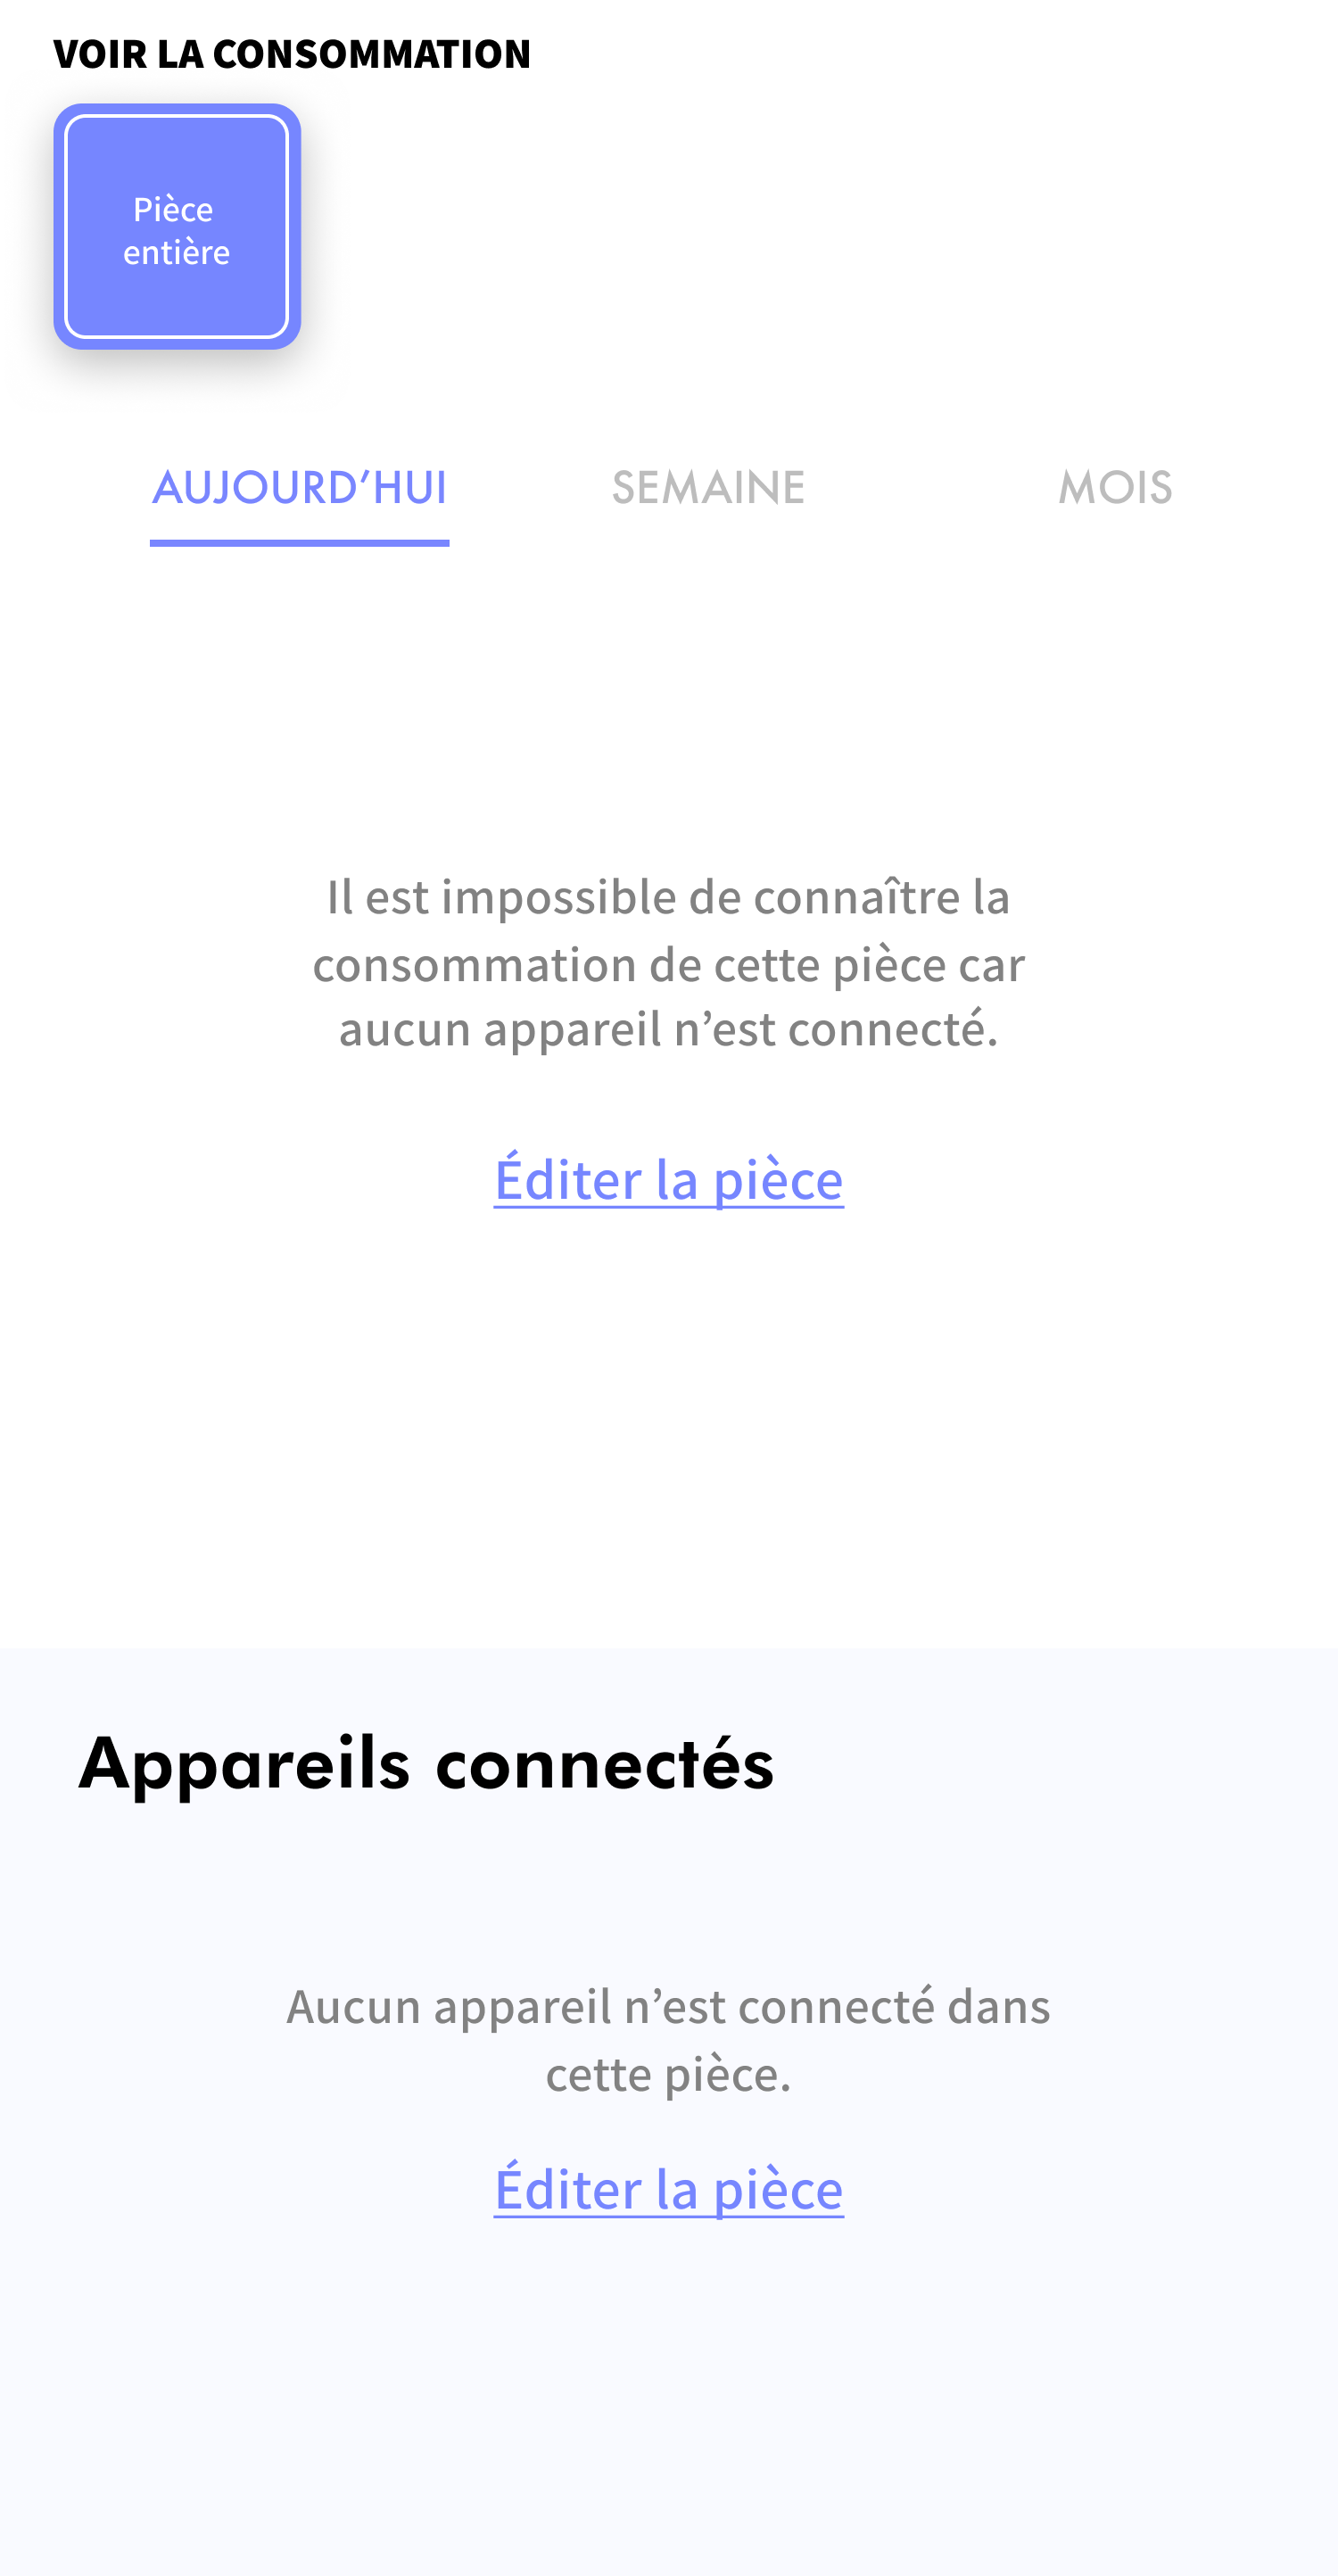 VOIR LA CONSOMMATION
Pièce
entière
AUJOURD’HUI SEMAINE MOIS
Il est impossible de connaître la
consommation de cette pièce car
aucun appareil n’est connecté.
Éditer la pièce
Appareils connectés
Aucun appareil n’est connecté dans
cette pièce.
Éditer la pièce